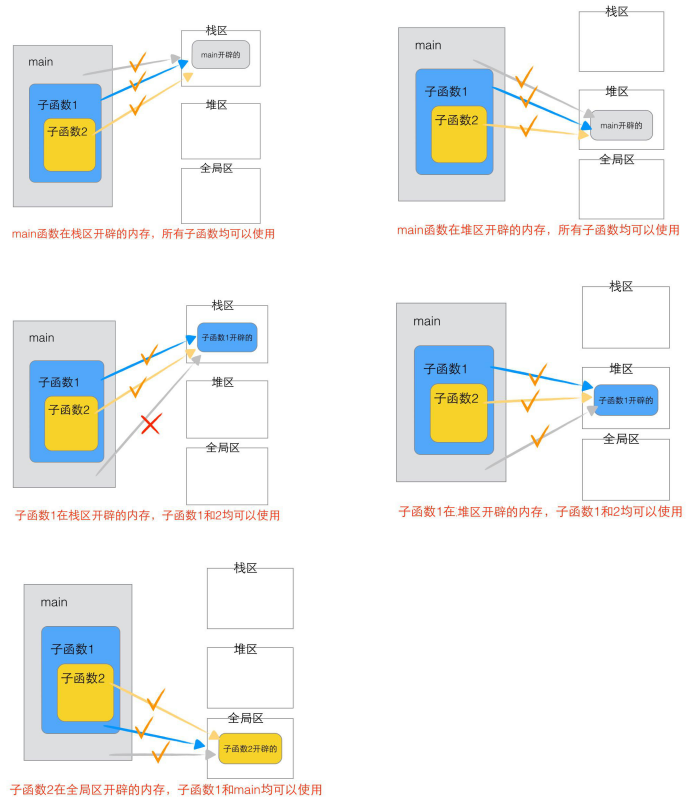 栈区
main
main开辟的
子函数1
子函数2
堆区
全局区
main函数在栈区开辟的内存，所有子函数均可以使用
栈区
main
堆区
子函数1
子函数2
main开辟的
全局区
main函数在堆区开辟的内存，所有子函数均可以使用
栈区
main
子函数1开辟的
子函数1
堆区
子函数2
全局区
子函数1在栈区开辟的内存，子函数1和2均可以使用
栈区
main
堆区
子函数1
子函数2
子函数1开辟的
全局区
子函数1在堆区开辟的内存，子函数1和2均可以使用
栈区
main
子函数1
堆区
子函数2
全局区
子函数2开辟的
子函数2在全局区开辟的内存，子函数1和main均可以使用